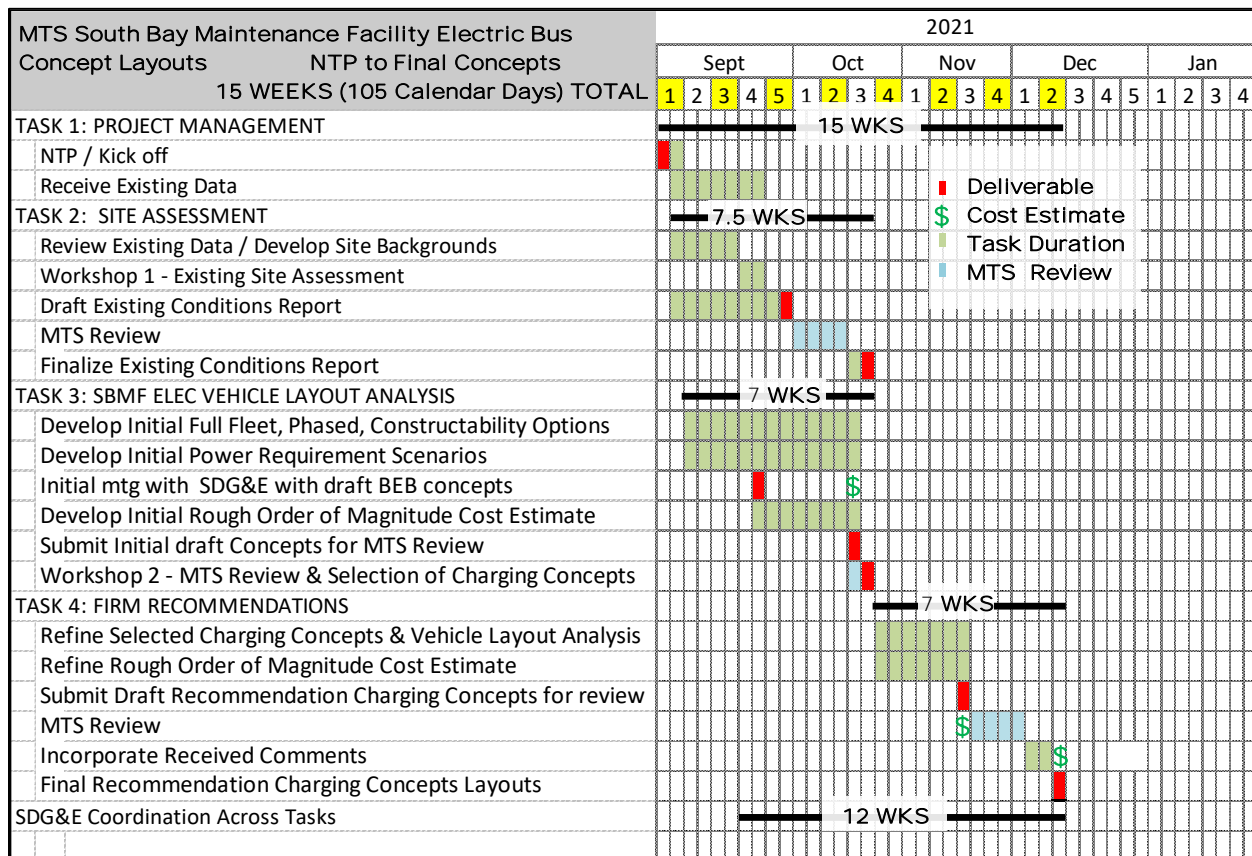 MTS South Bay Maintenance Facility Electric Bus
Concept Layouts NTP to Final Concepts
15 WEEKS (105 Calendar Days) TOTAL
2021
Sept Oct Nov Dec Jan
1 2 3 4 5 1 2 3 4 1 2 3 4 1 2 3 4 5 1 2 3 4
TASK 1: PROJECT MANAGEMENT 15 WKS
NTP / Kick off
Receive Existing Data
Deliverable
TASK 2: SITE ASSESSMENT 7.5 WKS
$ Cost Estimate
Review Existing Data / Develop Site Backgrounds
Task Duration
Workshop 1 - Existing Site Assessment
MTS Review
Draft Existing Conditions Report
MTS Review
Finalize Existing Conditions Report
TASK 3: SBMF ELEC VEHICLE LAYOUT ANALYSIS 7 WKS
Develop Initial Full Fleet, Phased, Constructability Options
Develop Initial Power Requirement Scenarios
Initial mtg with SDG&E with draft BEB concepts $
Develop Initial Rough Order of Magnitude Cost Estimate
Submit Initial draft Concepts for MTS Review
Workshop 2 - MTS Review & Selection of Charging Concepts
TASK 4: FIRM RECOMMENDATIONS 7 WKS
Refine Selected Charging Concepts & Vehicle Layout Analysis
Refine Rough Order of Magnitude Cost Estimate
Submit Draft Recommendation Charging Concepts for review
MTS Review $
Incorporate Received Comments $
Final Recommendation Charging Concepts Layouts
SDG&E Coordination Across Tasks 12 WKS